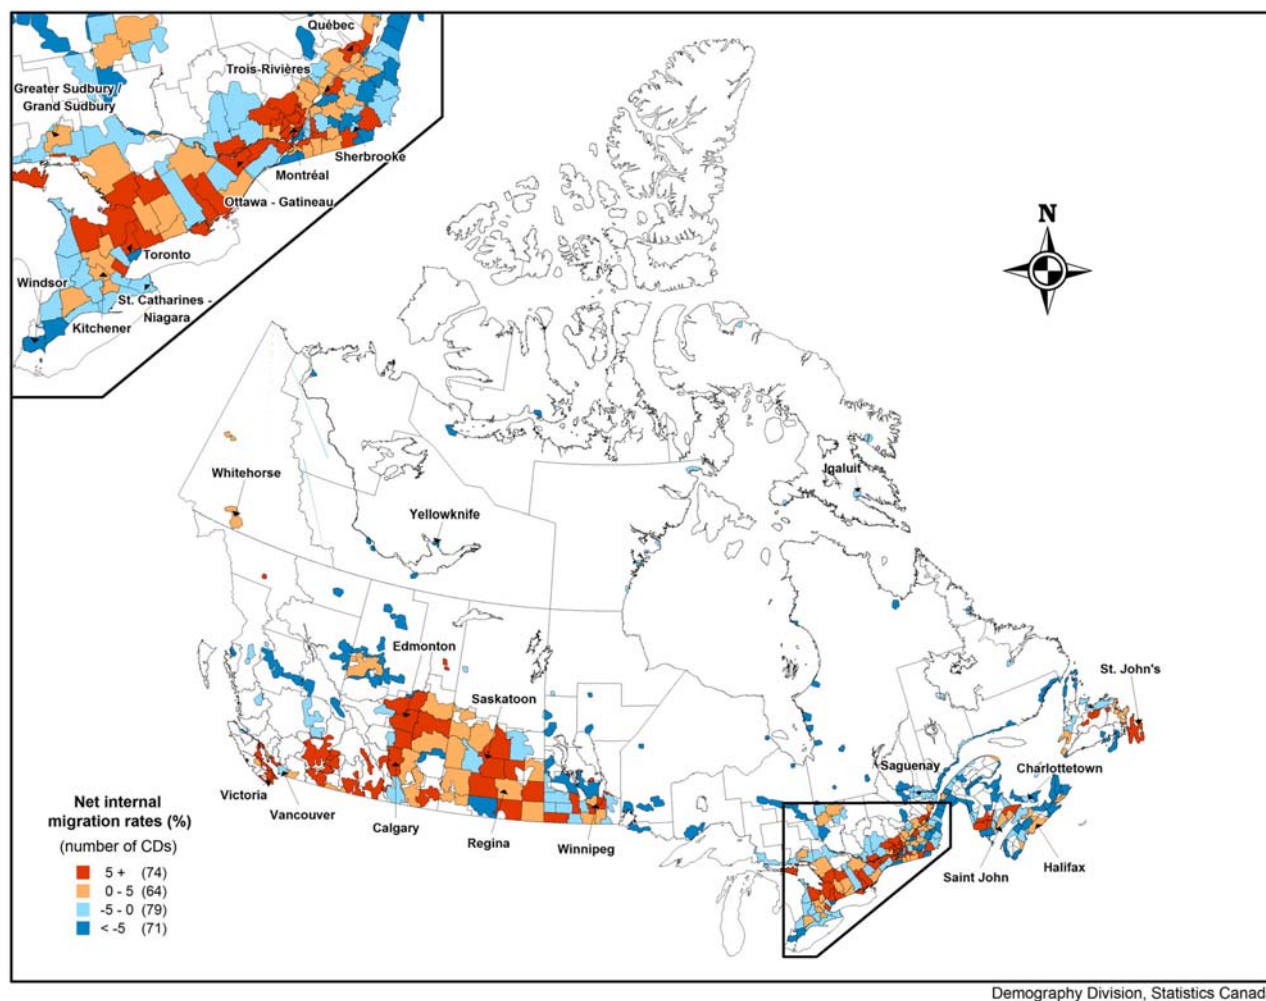 Québec
Trois-Rivières
Greater Sudbury /
Grand Sudbury
Sherbrooke
Montréal
Ottawa - Gatineau
Toronto
Windsor
St. Catharines -
Niagara
Kitchener
N
Iqaluit
Whitehorse
Yellowknife
Edmonton
St. John's
Saskatoon
Saguenay
Charlottetown
Victoria
Vancouver
Calgary
Regina
Winnipeg
Saint John
Halifax
Net internal
migration rates (%)
(number of CDs)
5 + (74)
0 - 5 (64)
-5 - 0 (79)
< -5 (71)
Demography Division, Statistics Canad